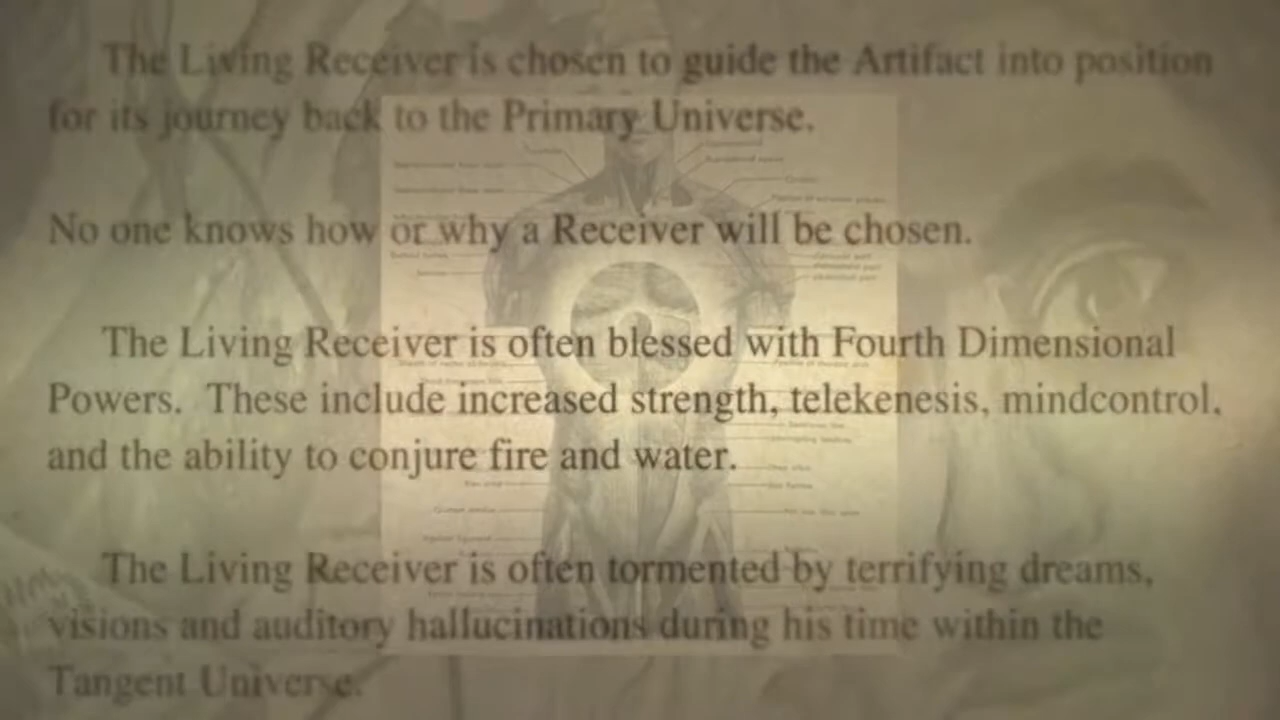 The Living Receiver is chosen to guide the Artifact into position
for its journey back to the Primary Universe.
No one knows how or why a Receiver will be chosen.
The Living Receiver is often blessed with Fourth Dimensional
Powers. These include increased strength, telekenesis, mindcontrol,
and the ability to conjure fire and water.
The Living Receiver is often tormented by terrifying dreams,
visions and auditory hallucinations during his time within the
Tangent Universe.